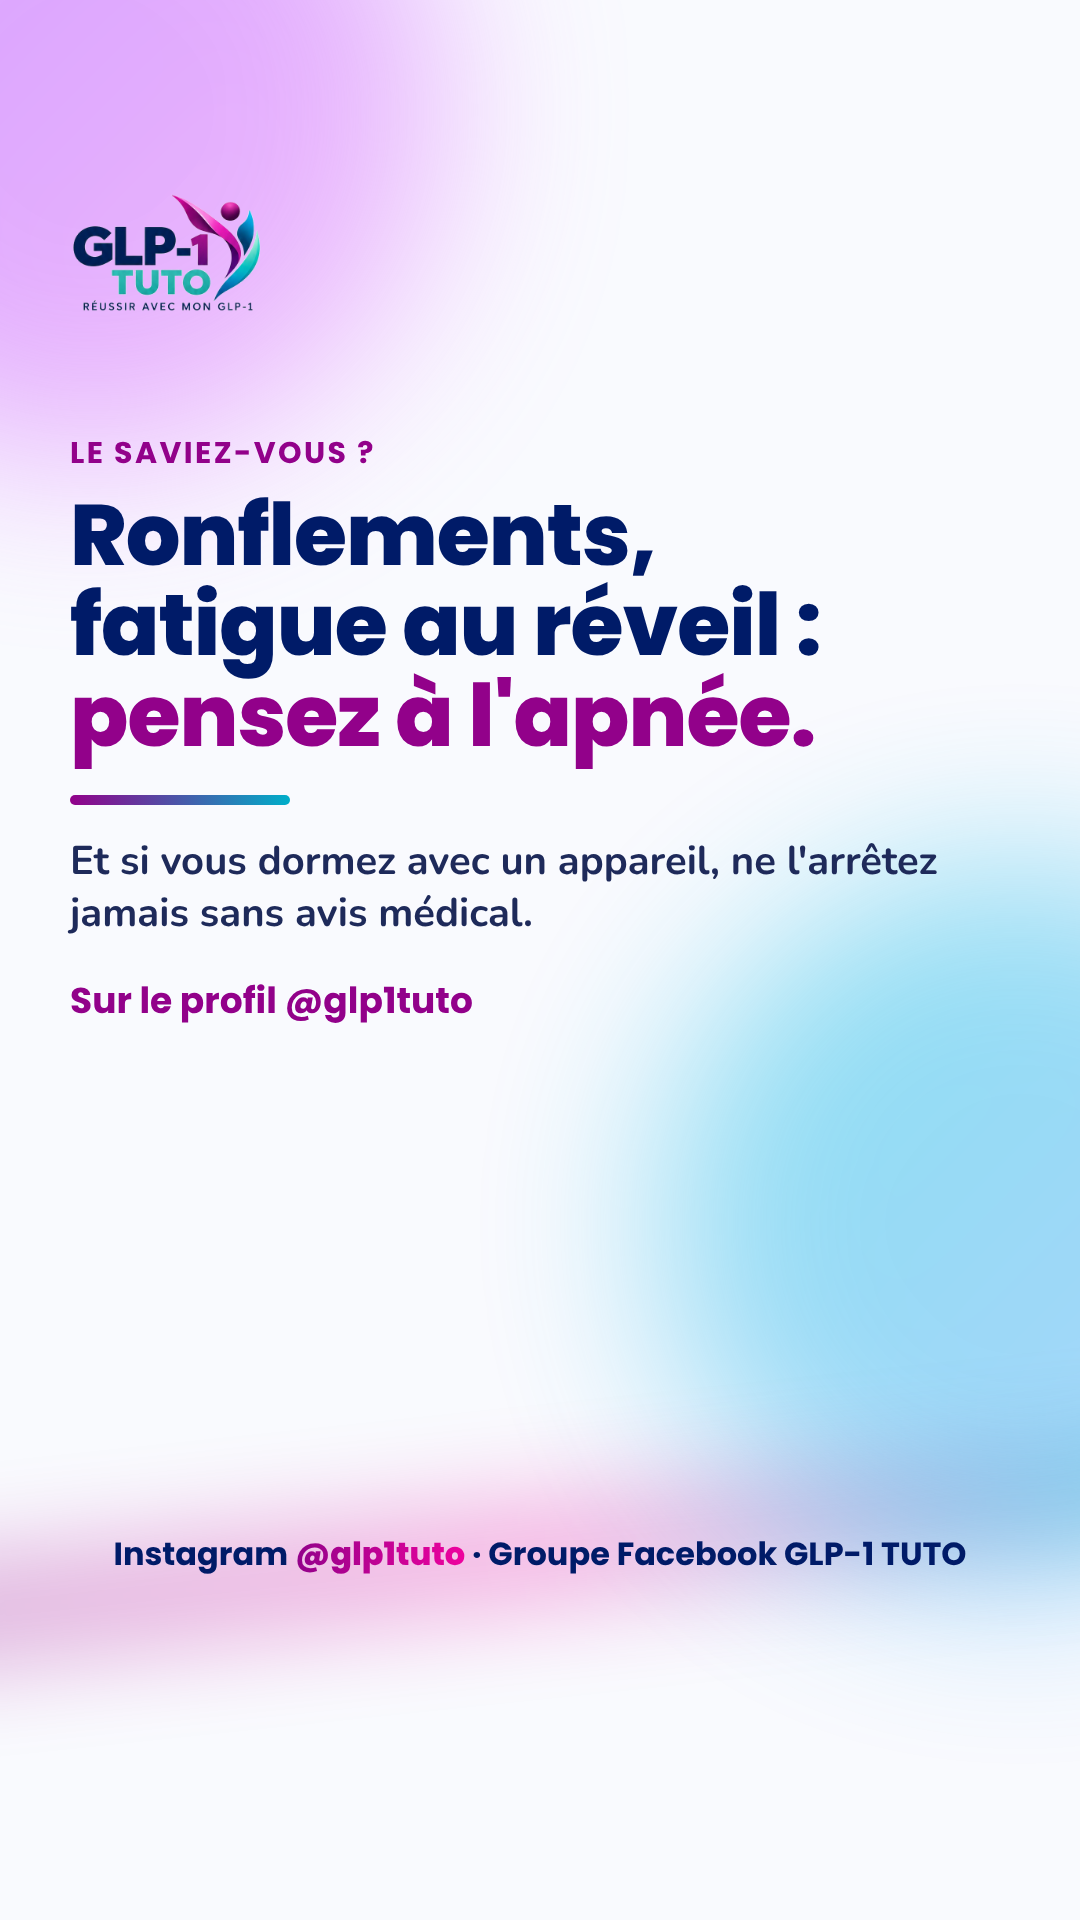 GLP-1
TUTO
RÉUSSIR AVEC MON GLP-1
LE SAVIEZ-VOUS ?
Ronflements,
fatigue au réveil :
pensez à l'apnée.
Et si vous dormez avec un appareil, ne l'arrêtez
jamais sans avis médical.
Sur le profil @glp1tuto
Instagram @glp1tuto · Groupe Facebook GLP-1 TUTO